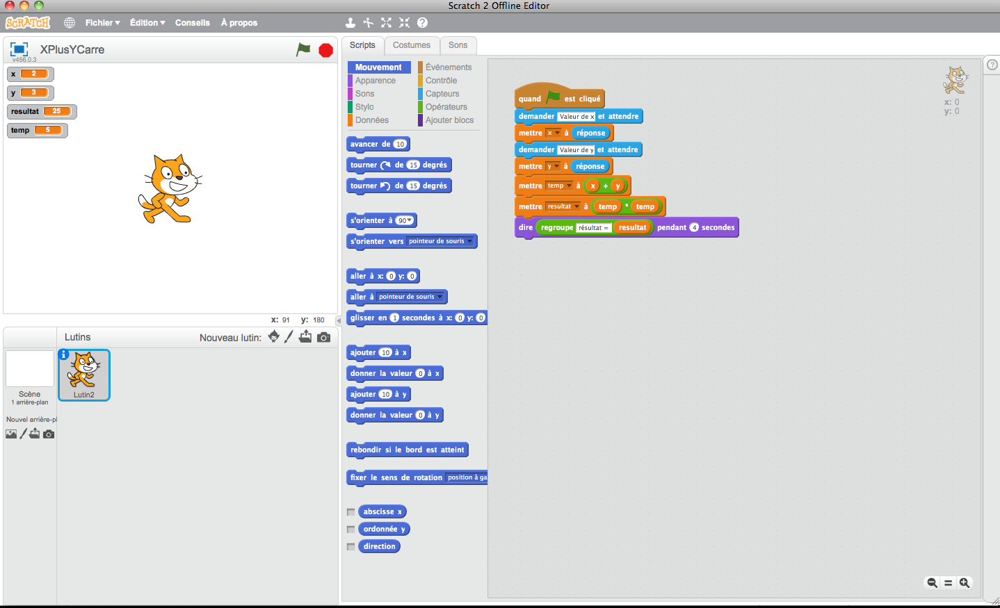 Scratch 2 Offline Editor
SCRATCH Fichier Édition Conseils À propos
XPlusYCarre
v456.0.3
x 2
y 3
resultat 25
temp 5
x: 91 y: 180
Lutins Nouveau lutin:
Scène
1 arrière-plan
Nouvel arrière-pl
Lutin2
Scripts Costumes Sons
Mouvement Événements
Apparence Contrôle
Sons Capteurs
Stylo Opérateurs
Données Ajouter blocs
avancer de 10
tourner de 15 degrés
tourner de 15 degrés
s'orienter à 90
s'orienter vers pointeur de souris
aller à x: 0 y: 0
aller à pointeur de souris
glisser en 1 secondes à x: 0 y: 0
ajouter 10 à x
donner la valeur 0 à x
ajouter 10 à y
donner la valeur 0 à y
rebondir si le bord est atteint
fixer le sens de rotation position à ga
abscisse x
ordonnée y
direction
quand est cliqué
demander Valeur de x et attendre
mettre x à réponse
demander Valeur de y et attendre
mettre y à réponse
mettre temp à x + y
mettre resultat à temp * temp
dire regroupe résultat = resultat pendant 4 secondes
x: 0
y: 0